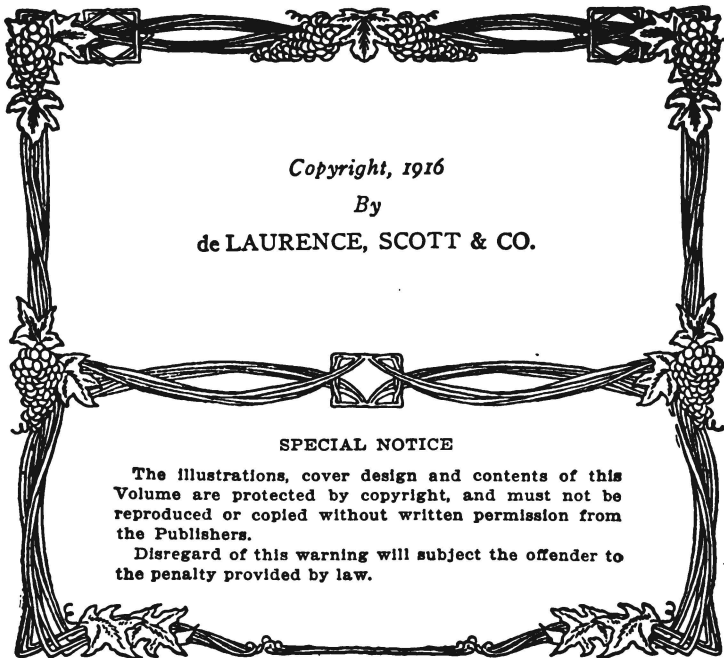 Copyright, 1916
By
de LAURENCE, SCOTT & CO.
SPECIAL NOTICE
The illustrations, cover design and contents of this
Volume are protected by copyright, and must not be
reproduced or copied without written permission from
the Publishers.
Disregard of this warning will subject the offender to
the penalty provided by law.